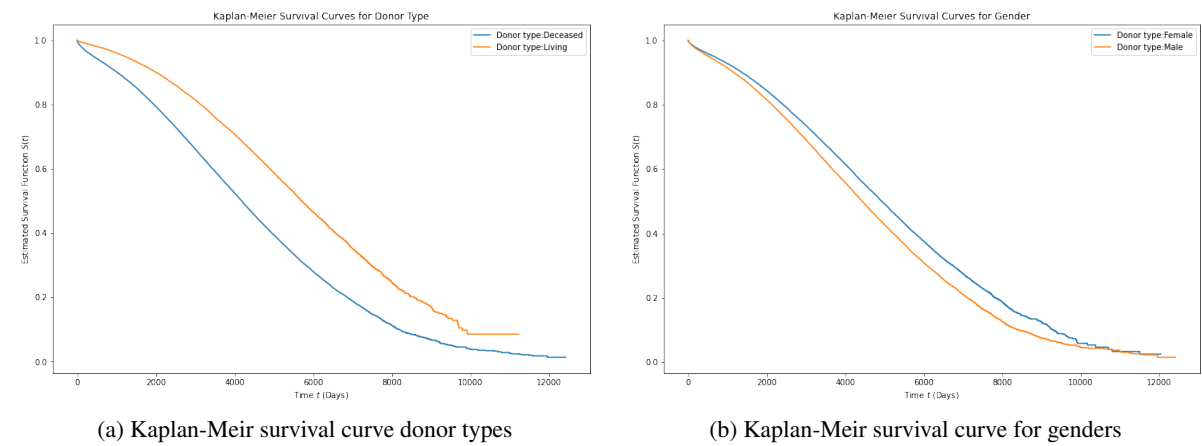 Kaplan-Meier Survival Curves for Donor Type
Donor type:Deceased
Donor type:Living
1.0
0.8
0.6
0.4
0.2
0.0
Estimated Survival Function S(t)
0 2000 4000 6000 8000 10000 12000
Time t (Days)
(a) Kaplan-Meir survival curve donor types
Kaplan-Meier Survival Curves for Gender
Donor type:Female
Donor type:Male
1.0
0.8
0.6
0.4
0.2
0.0
Estimated Survival Function S(t)
0 2000 4000 6000 8000 10000 12000
Time t (Days)
(b) Kaplan-Meir survival curve for genders